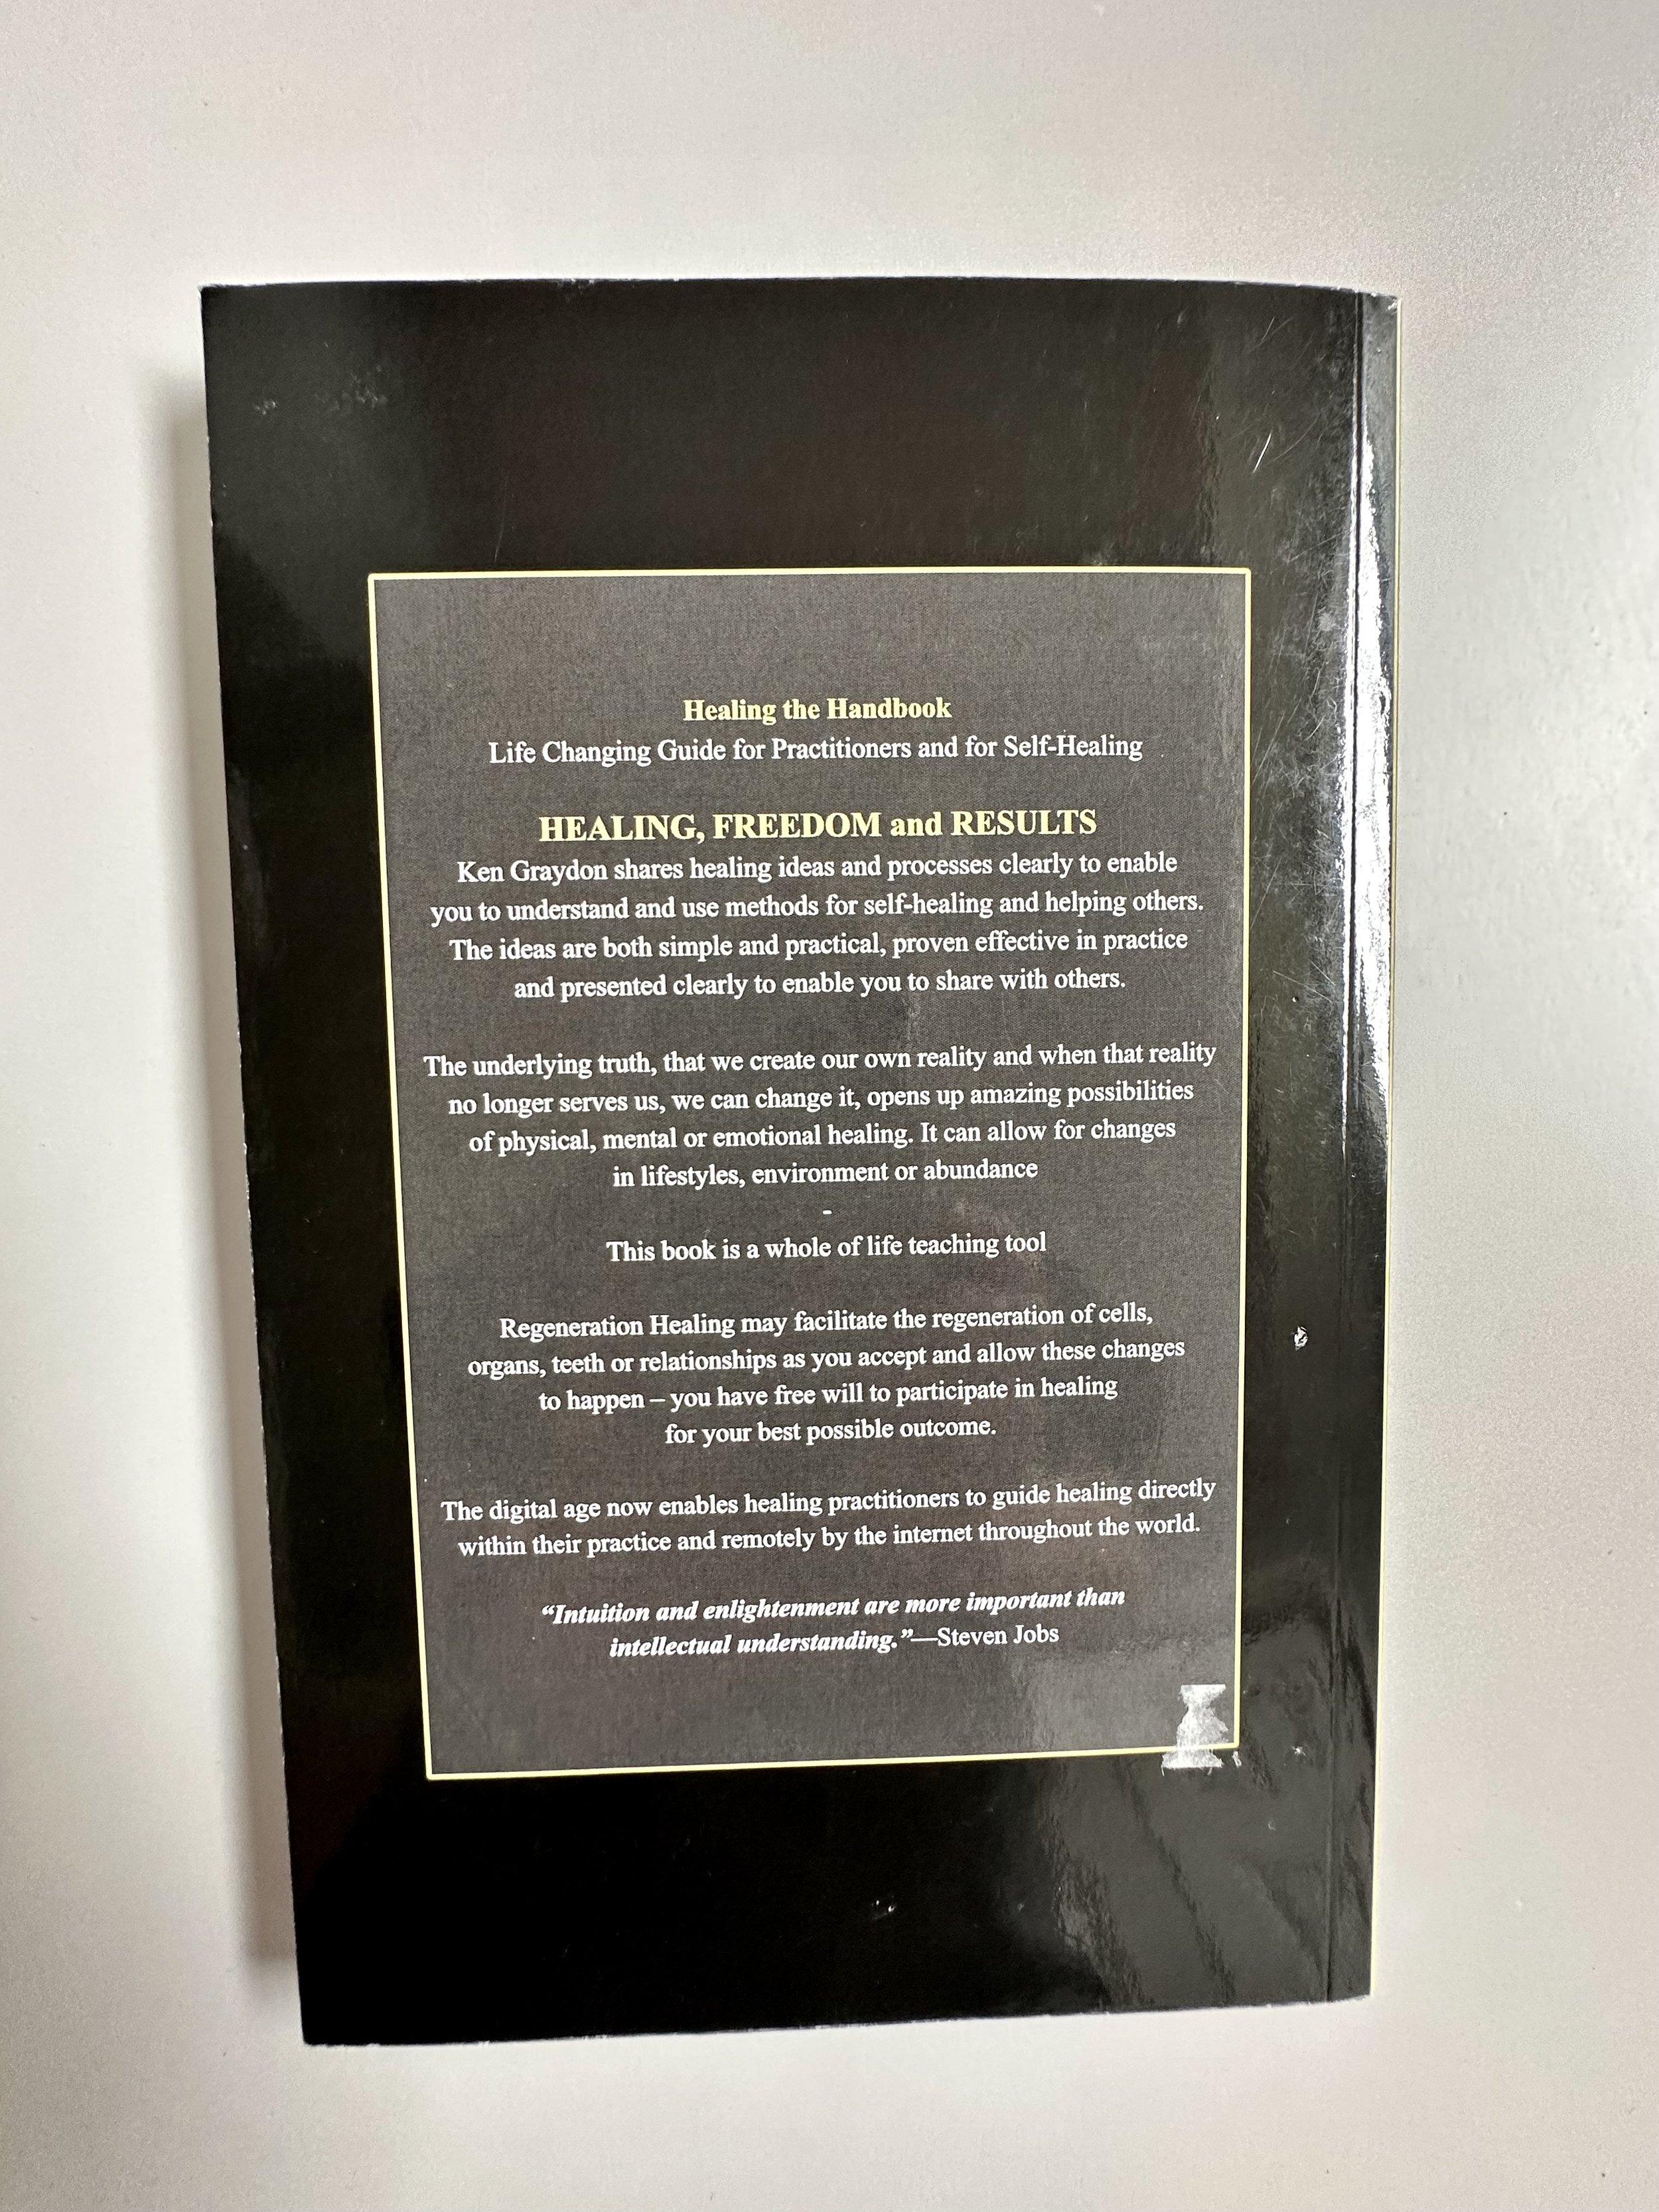 Healing the Handbook
Life Changing Guide for Practitioners and for Self-Healing
HEALING, FREEDOM and RESULTS
Ken Graydon shares healing ideas and processes clearly to enable
you to understand and use methods for self-healing and helping others.
The ideas are both simple and practical, proven effective in practice
and presented clearly to enable you to share with others.
The underlying truth, that we create our own reality and when that reality
no longer serves us, we can change it, opens up amazing possibilities
of physical, mental or emotional healing. It can allow for changes
in lifestyles, environment or abundance
-
This book is a whole of life teaching tool
Regeneration Healing may facilitate the regeneration of cells,
organs, teeth or relationships as you accept and allow these changes
to happen – you have free will to participate in healing
for your best possible outcome.
The digital age now enables healing practitioners to guide healing directly
within their practice and remotely by the internet throughout the world.
“Intuition and enlightenment are more important than
intellectual understanding.”—Steven Jobs